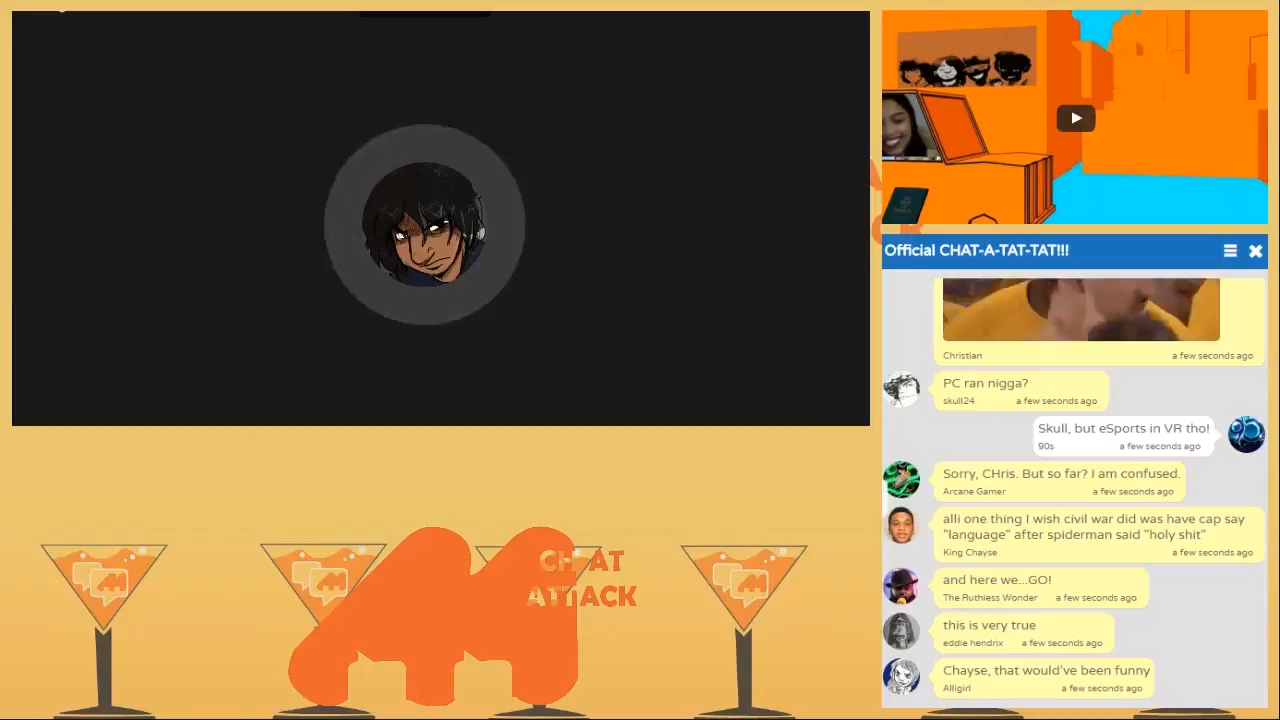 Official CHAT-A-TAT-TAT!!!
Christian a few seconds ago
PC ran nigga?
skull24 a few seconds ago
Skull, but eSports in VR tho!
90s a few seconds ago
Sorry, CHris. But so far? I am confused.
Arcane Gamer a few seconds ago
alli one thing I wish civil war did was have cap say
"language" after spiderman said "holy shit"
King Chayse a few seconds ago
and here we...GO!
The Ruthless Wonder a few seconds ago
this is very true
eddie hendrix a few seconds ago
Chayse, that would've been funny
Alligirl a few seconds ago
CHAT
ATTACK